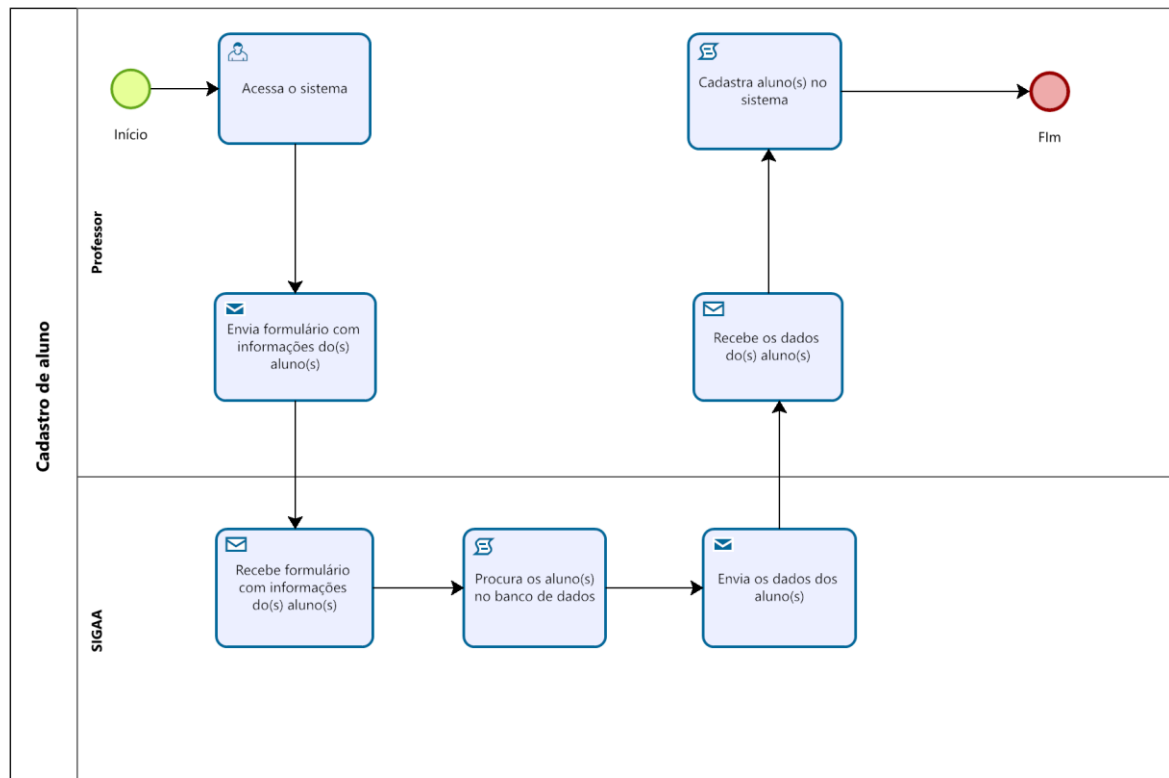 Cadastro de aluno
Professor
Início
Acessa o sistema
Envia formulário com
informações do(s)
aluno(s)
SIGAA
Recebe formulário
com informações
do(s) aluno(s)
Procura os aluno(s)
no banco de dados
Envia os dados dos
aluno(s)
Recebe os dados
do(s) aluno(s)
Cadastra aluno(s) no
sistema
FIm